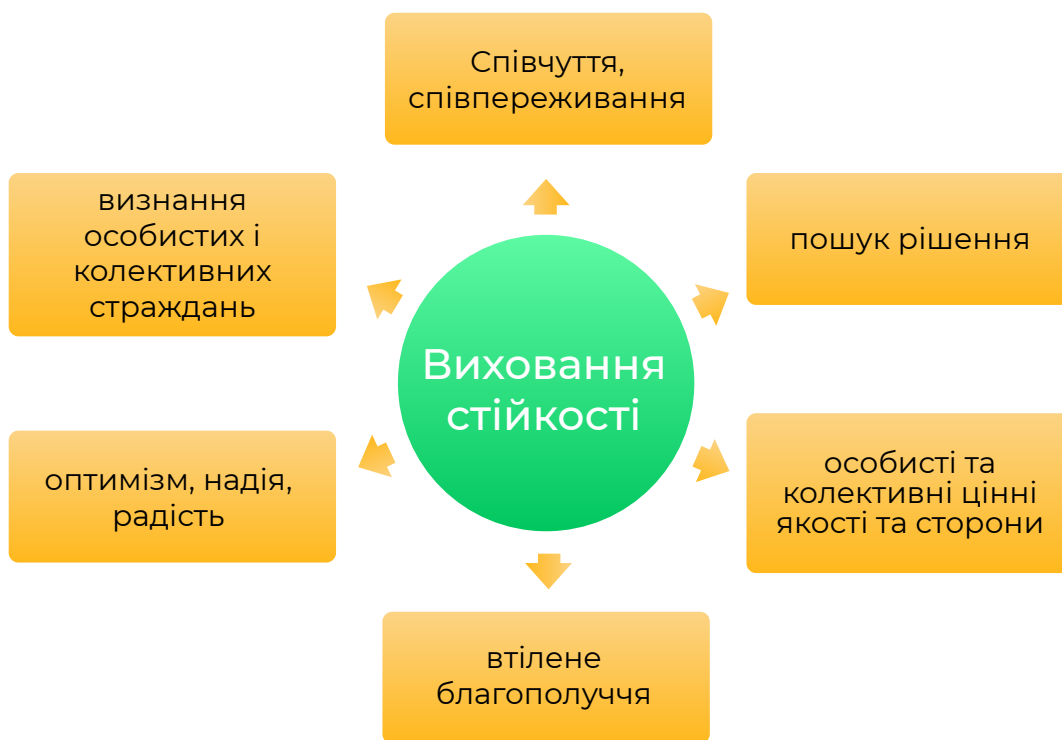 Співчуття,
співпереживання
визнання
особистих і
колективних
страждань
пошук рішення
Виховання
стійкості
оптимізм, надія,
радість
особисті та
колективні цінні
якості та сторони
втілене
благополуччя